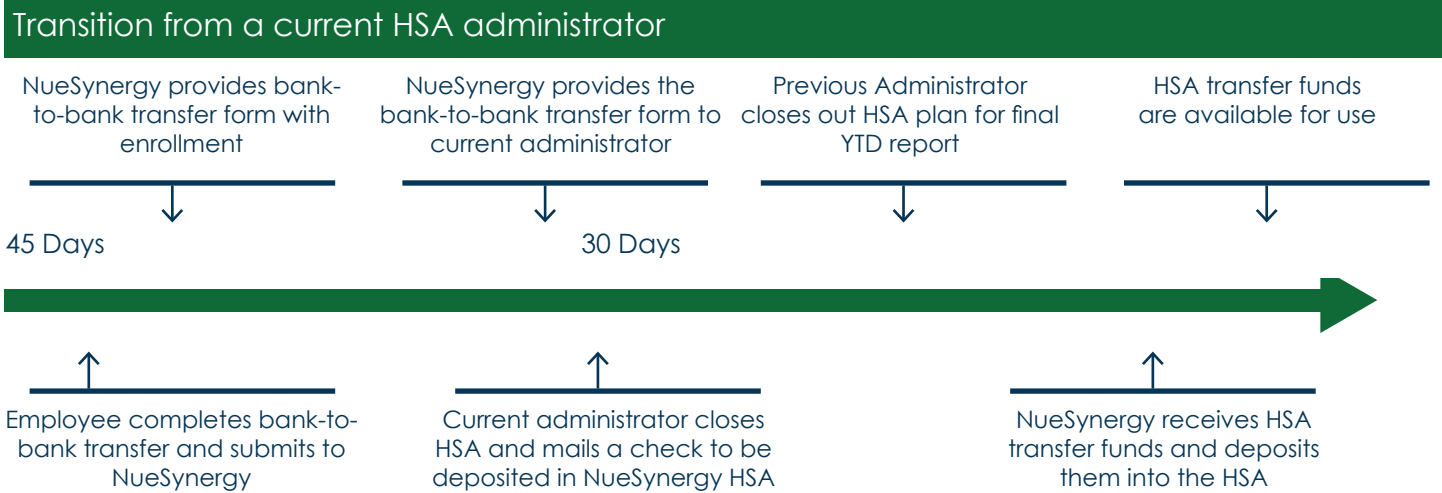 Transition from a current HSA administrator
NueSynergy provides bank-
to-bank transfer form with
enrollment
NueSynergy provides the
bank-to-bank transfer form to
current administrator
Previous Administrator
closes out HSA plan for final
YTD report
HSA transfer funds
are available for use
45 Days
30 Days
Employee completes bank-to-
bank transfer and submits to
NueSynergy
Current administrator closes
HSA and mails a check to be
deposited in NueSynergy HSA
NueSynergy receives HSA
transfer funds and deposits
them into the HSA